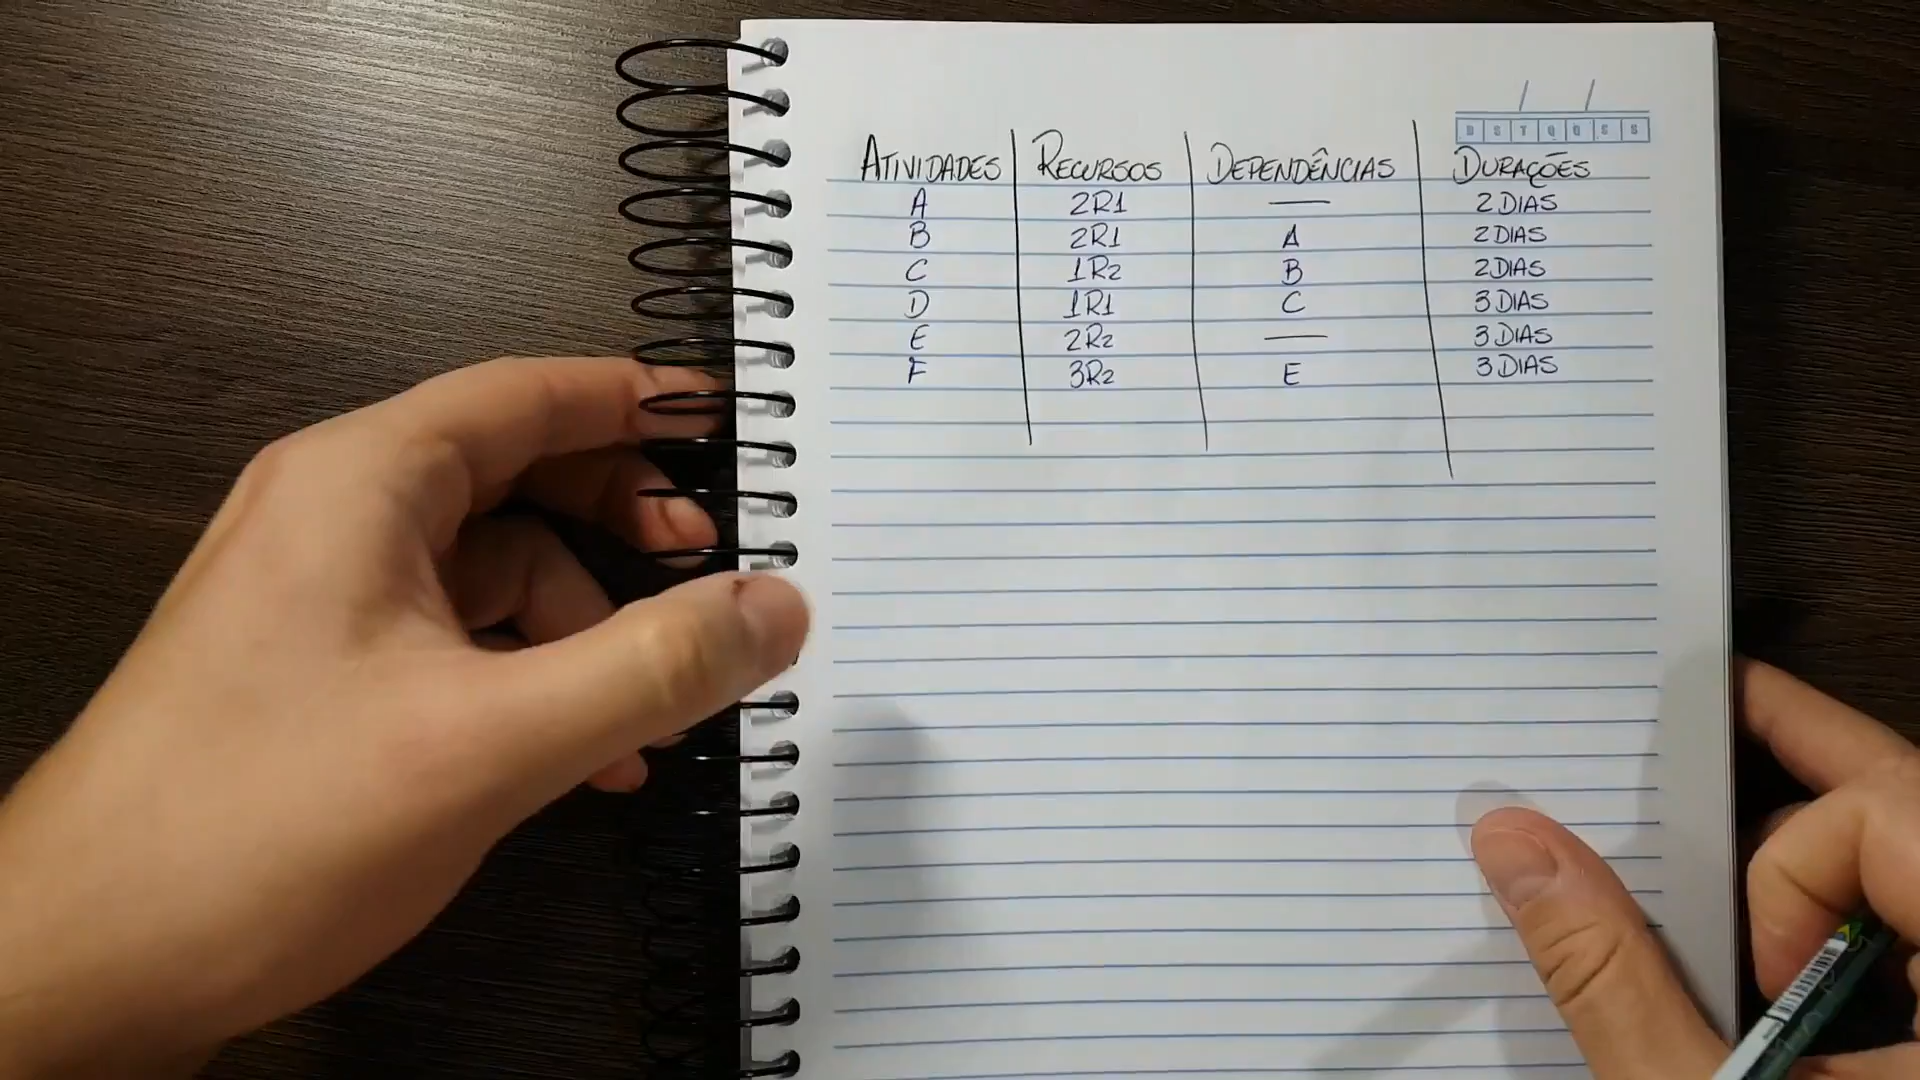 D S T Q Q S S
ATIVIDADES RECURSOS DEPENDÊNCIAS DURAÇÕES
A 2R1 — 2 DIAS
B 2R1 A 2 DIAS
C 1R2 B 2 DIAS
D 1R1 C 3 DIAS
E 2R2 — 3 DIAS
F 3R2 E 3 DIAS